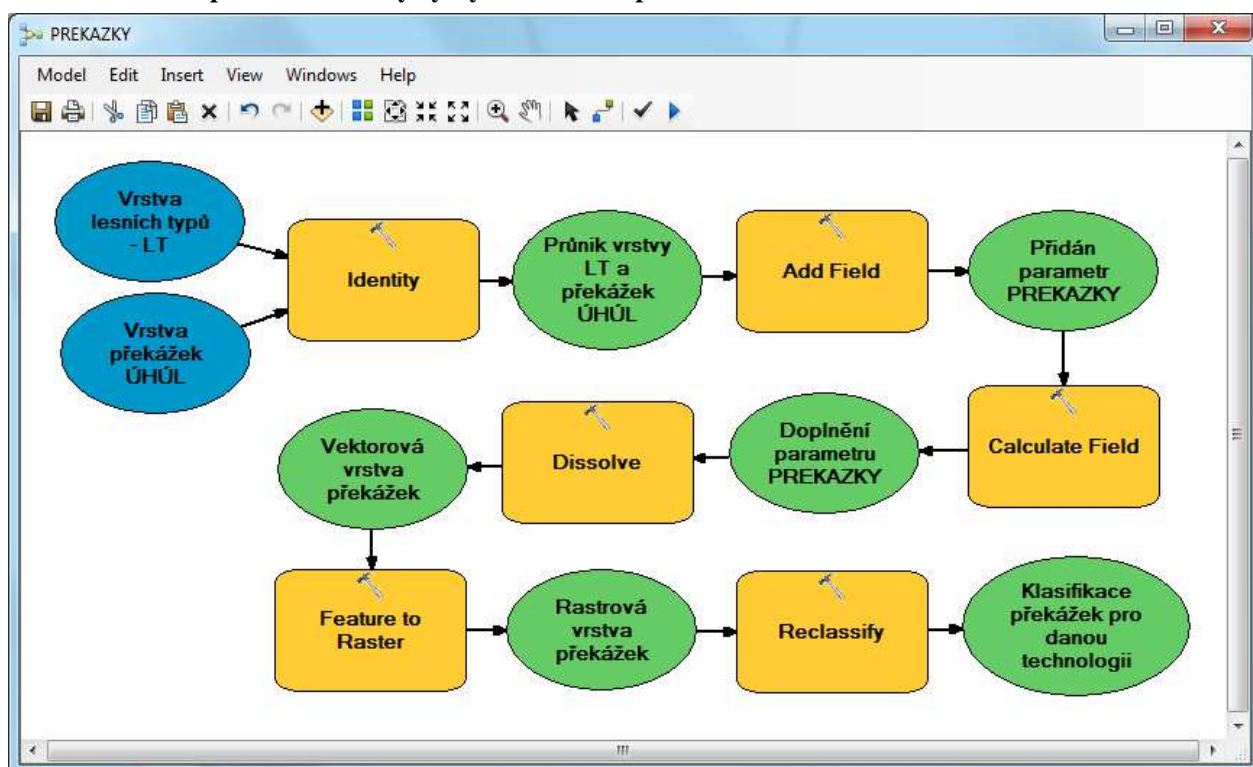 PREKAZKY
Model Edit Insert View Windows Help
Vrstva
lesních typů
- LT
Vrstva
překážek
ÚHÚL
Identity
Průnik vrstvy
LT a
překážek
ÚHÚL
Add Field
Přidán
parametr
PREKAZKY
Calculate Field
Doplnění
parametru
PREKAZKY
Dissolve
Vektorová
vrstva
překážek
Feature to
Raster
Rastrová
vrstva
překážek
Reclassify
Klasifikace
překážek pro
danou
technologii